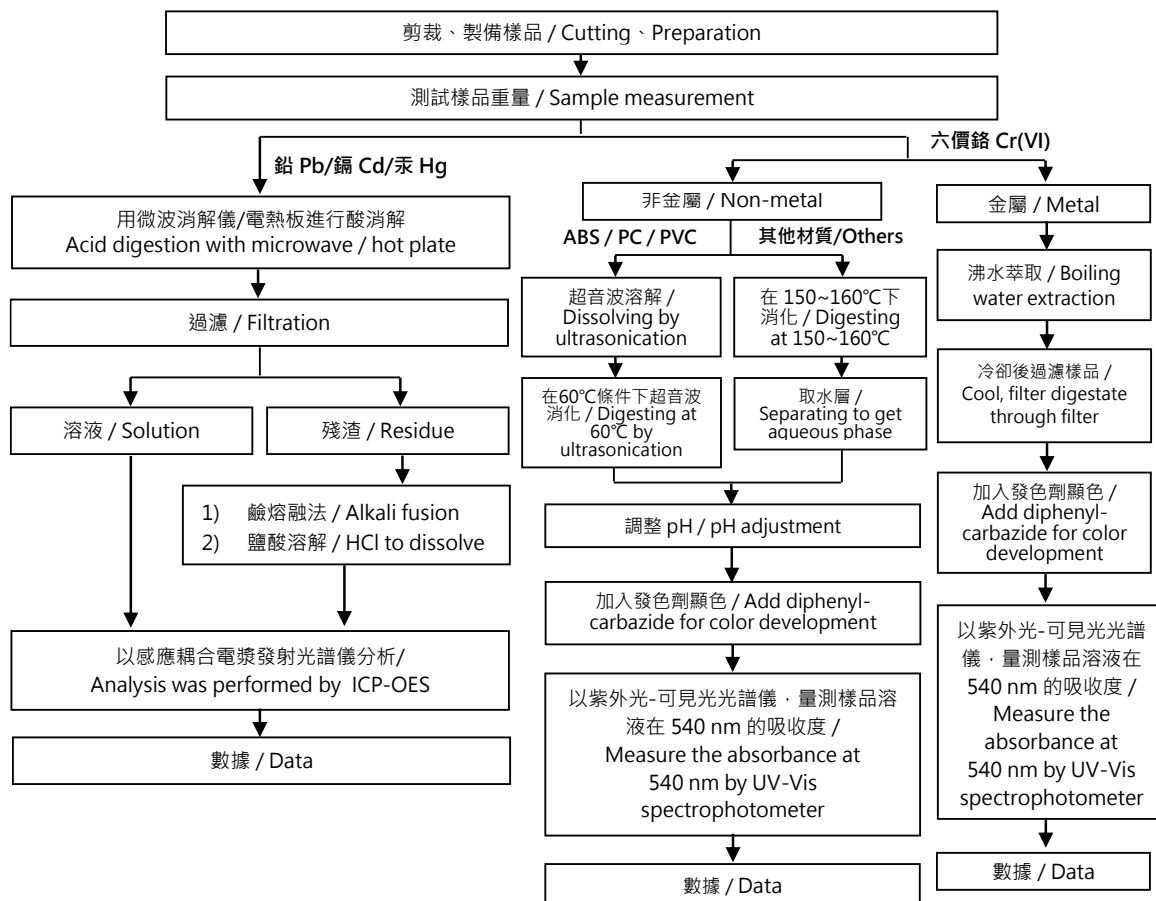 剪裁、製備樣品 / Cutting、Preparation
測試樣品重量 / Sample measurement
鉛 Pb/鎘 Cd/汞 Hg
用微波消解儀/電熱板進行酸消解
Acid digestion with microwave / hot plate
過濾 / Filtration
溶液 / Solution
殘渣 / Residue
1) 鹼熔融法 / Alkali fusion
2) 鹽酸溶解 / HCl to dissolve
以感應耦合電漿發射光譜儀分析/
Analysis was performed by ICP-OES
數據 / Data
六價鉻 Cr(VI)
非金屬 / Non-metal
ABS / PC / PVC
超音波溶解 /
Dissolving by
ultrasonication
在60℃條件下超音波
消化 / Digesting at
60℃ by
ultrasonication
其他材質/Others
在 150~160℃下
消化 / Digesting
at 150~160℃
取水層 /
Separating to get
aqueous phase
調整 pH / pH adjustment
加入發色劑顯色 / Add diphenyl-
carbazide for color development
以紫外光-可見光光譜儀，量測樣品溶
液在 540 nm 的吸收度 /
Measure the absorbance at
540 nm by UV-Vis
spectrophotometer
數據 / Data
金屬 / Metal
沸水萃取 / Boiling
water extraction
冷卻後過濾樣品 /
Cool, filter digestate
through filter
加入發色劑顯色 /
Add diphenyl-
carbazide for color
development
以紫外光-可見光光譜
儀，量測樣品溶液在
540 nm 的吸收度 /
Measure the
absorbance at
540 nm by UV-Vis
spectrophotometer
數據 / Data